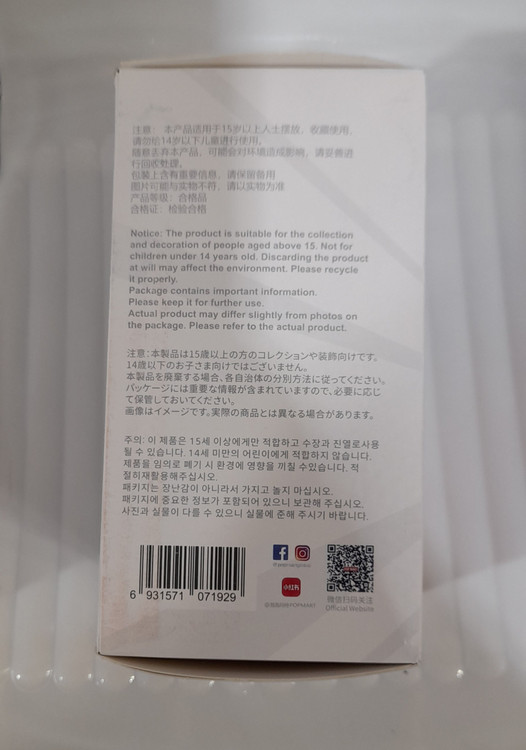 注意：本产品适用于15岁以上人士摆放，收藏使用，
请勿给14岁以下儿童进行使用。
随意丢弃本产品，可能会对环境造成影响，请妥善进
行回收处理。
包装上含有重要信息，请保留备用
图片可能与实物不符，请以实物为准
产品等级：合格品
合格证：检验合格
Notice: The product is suitable for the collection
and decoration of people aged above 15. Not for
children under 14 years old. Discarding the product
at will may affect the environment. Please recycle
it properly.
Package contains important information.
Please keep it for further use.
Actual product may differ slightly from photos on
the package. Please refer to the actual product.
注意：本製品は15歳以上の方のコレクションや装飾向けです。
14歳以下のお子さま向けではございません。
本製品を廃棄する場合、各自治体の分別方法に従ってください。
パッケージには重要な情報が含まれていますので、必要に応じ
て保管しておいてください。
画像はイメージです。実際の商品とは異なる場合があります。
주의: 이 제품은 15세 이상에게만 적합하고 수장과 진열로사용
될 수 있습니다. 14세 미만의 어린이에게 적합하지 않습니다.
제품을 임의로 폐기 시 환경에 영향을 끼칠 수있습니다. 적
절히재활용해주십시오.
패키지는 장난감이 아니라서 가지고 놀지 마십시오.
패키지에 중요한 정보가 포함되어 있으니 보관해 주십시오.
사진과 실물이 다를 수 있으니 실물에 준해 주시기 바랍니다.
6 931571 071929
小红书
微信扫码关注
Official Website